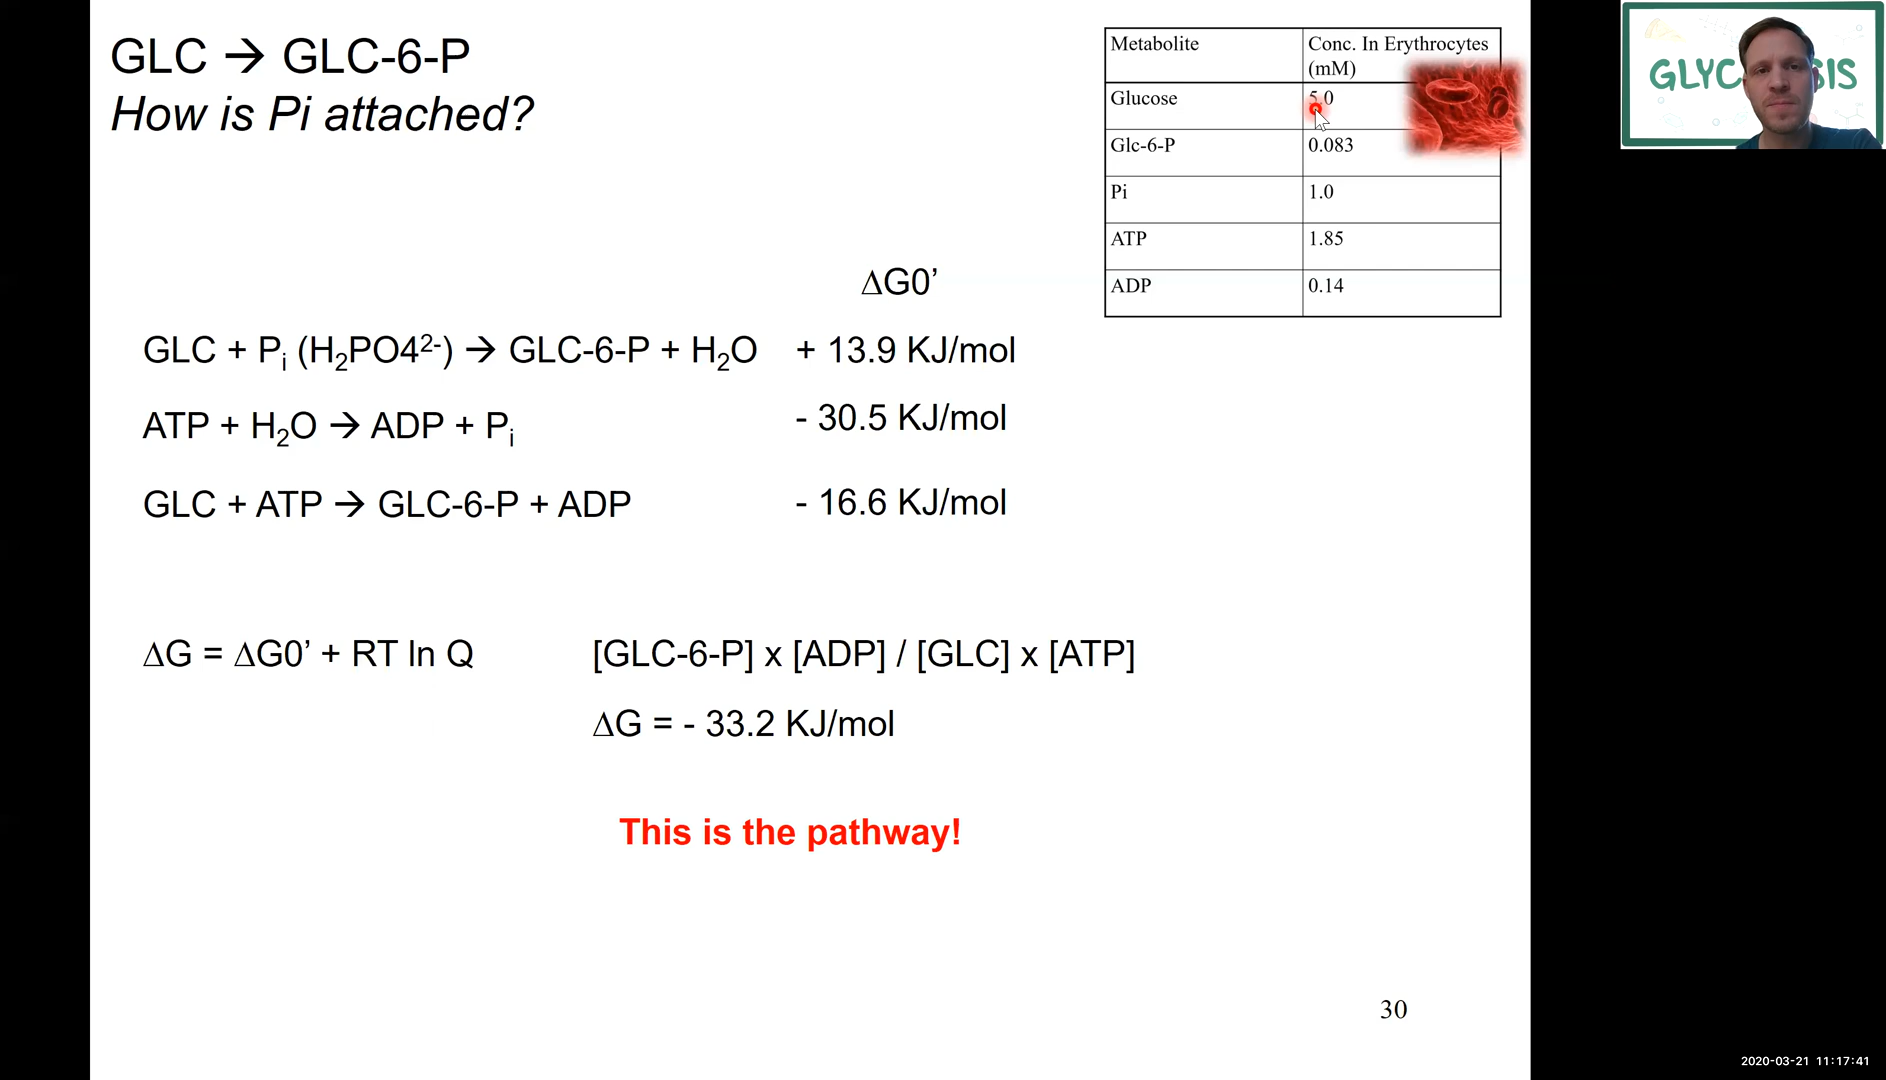 GLC → GLC-6-P
How is Pi attached?
Metabolite Conc. In Erythrocytes (mM)
Glucose 5.0
Glc-6-P 0.083
Pi 1.0
ATP 1.85
ADP 0.14
GLYC SIS
ΔG0’
GLC + Pi (H2PO4²⁻) → GLC-6-P + H2O + 13.9 KJ/mol
ATP + H2O → ADP + Pi - 30.5 KJ/mol
GLC + ATP → GLC-6-P + ADP - 16.6 KJ/mol
ΔG = ΔG0’ + RT ln Q [GLC-6-P] x [ADP] / [GLC] x [ATP]
ΔG = - 33.2 KJ/mol
This is the pathway!
30
2020-03-21 11:17:41